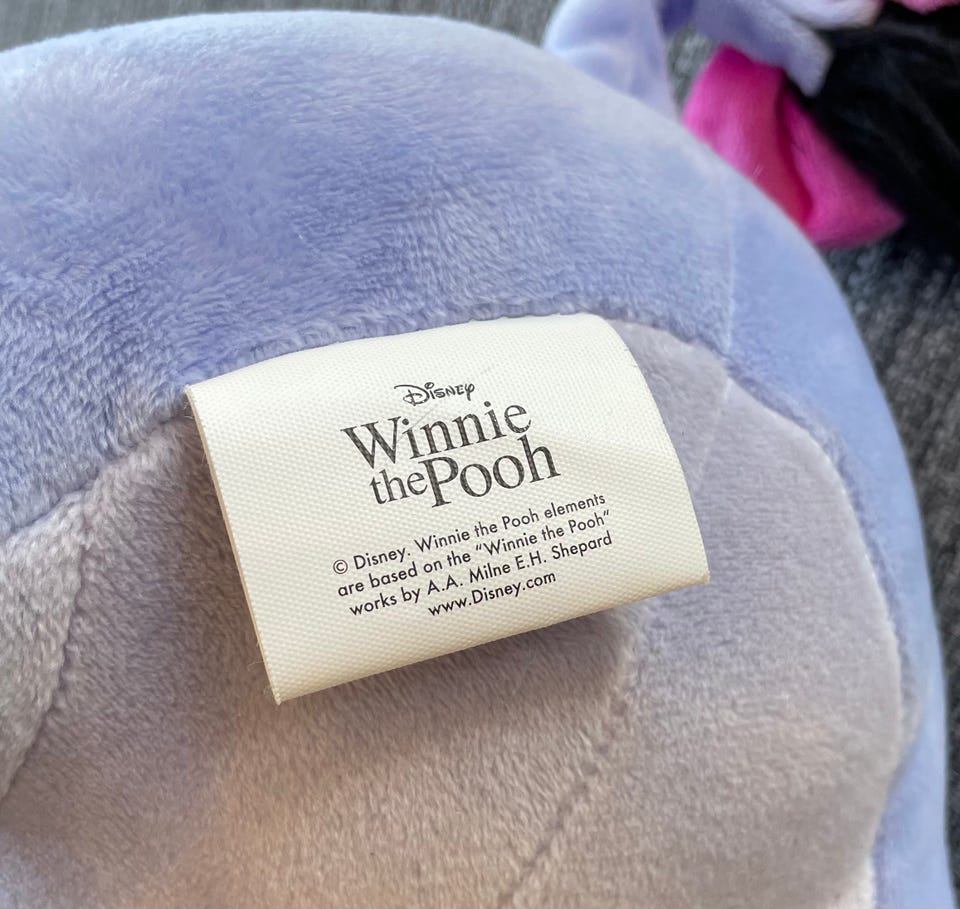 Disney
Winnie
the Pooh
© Disney. Winnie the Pooh elements
are based on the "Winnie the Pooh"
works by A.A. Milne E.H. Shepard
www.Disney.com